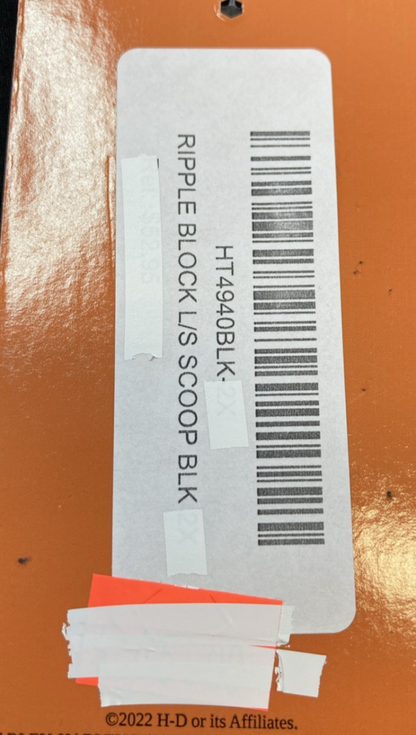 HT4940BLK-2X
RIPPLE BLOCK L/S SCOOP BLK 2X
©2022 H-D or its Affiliates.